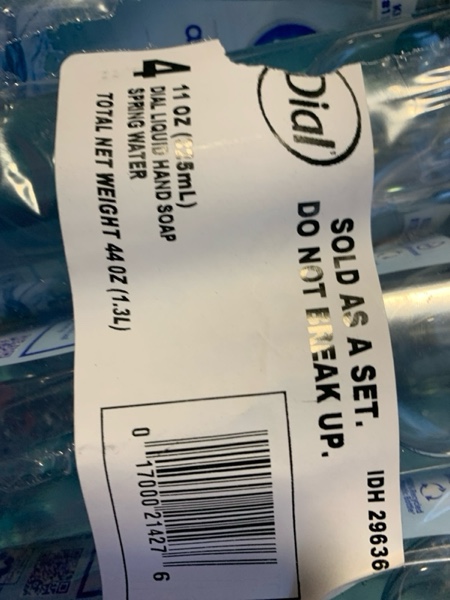 Dial
SOLD AS A SET.
DO NOT BREAK UP.
IDH 29636
4
11 OZ (325mL)
DIAL LIQUID HAND SOAP
SPRING WATER
TOTAL NET WEIGHT 44 OZ (1.3L)
0 17000 21427 6